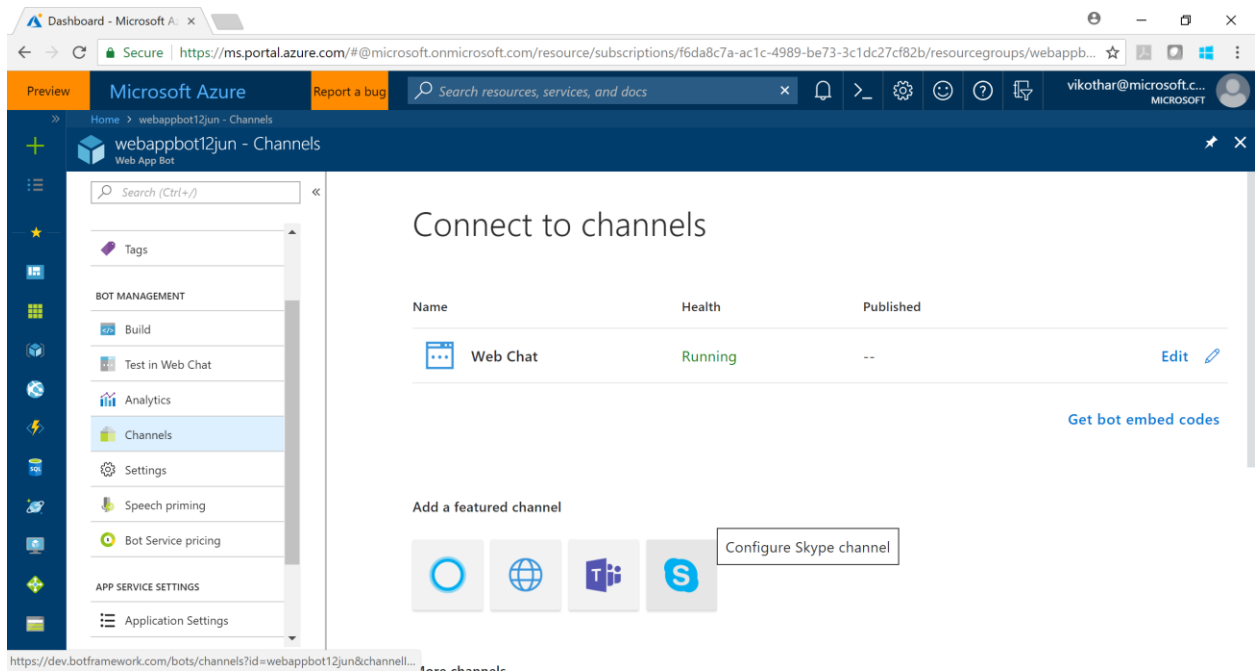 Dashboard - Microsoft A
Secure | https://ms.portal.azure.com/#@microsoft.onmicrosoft.com/resource/subscriptions/f6da8c7a-ac1c-4989-be73-3c1dc27cf82b/resourcegroups/webappb...
Preview Microsoft Azure Report a bug Search resources, services, and docs vikothar@microsoft.c...
MICROSOFT
Home > webappbot12jun - Channels
webappbot12jun - Channels
Web App Bot
Search (Ctrl+/)
Connect to channels
Tags
BOT MANAGEMENT
Name Health Published
Build
Web Chat Running -- Edit
Test in Web Chat
Analytics
Get bot embed codes
Channels
SQL
Settings
Speech priming
Add a featured channel
Bot Service pricing
Configure Skype channel
T S
APP SERVICE SETTINGS
Application Settings
https://dev.botframework.com/bots/channels?id=webappbot12jun&channell...
More channels